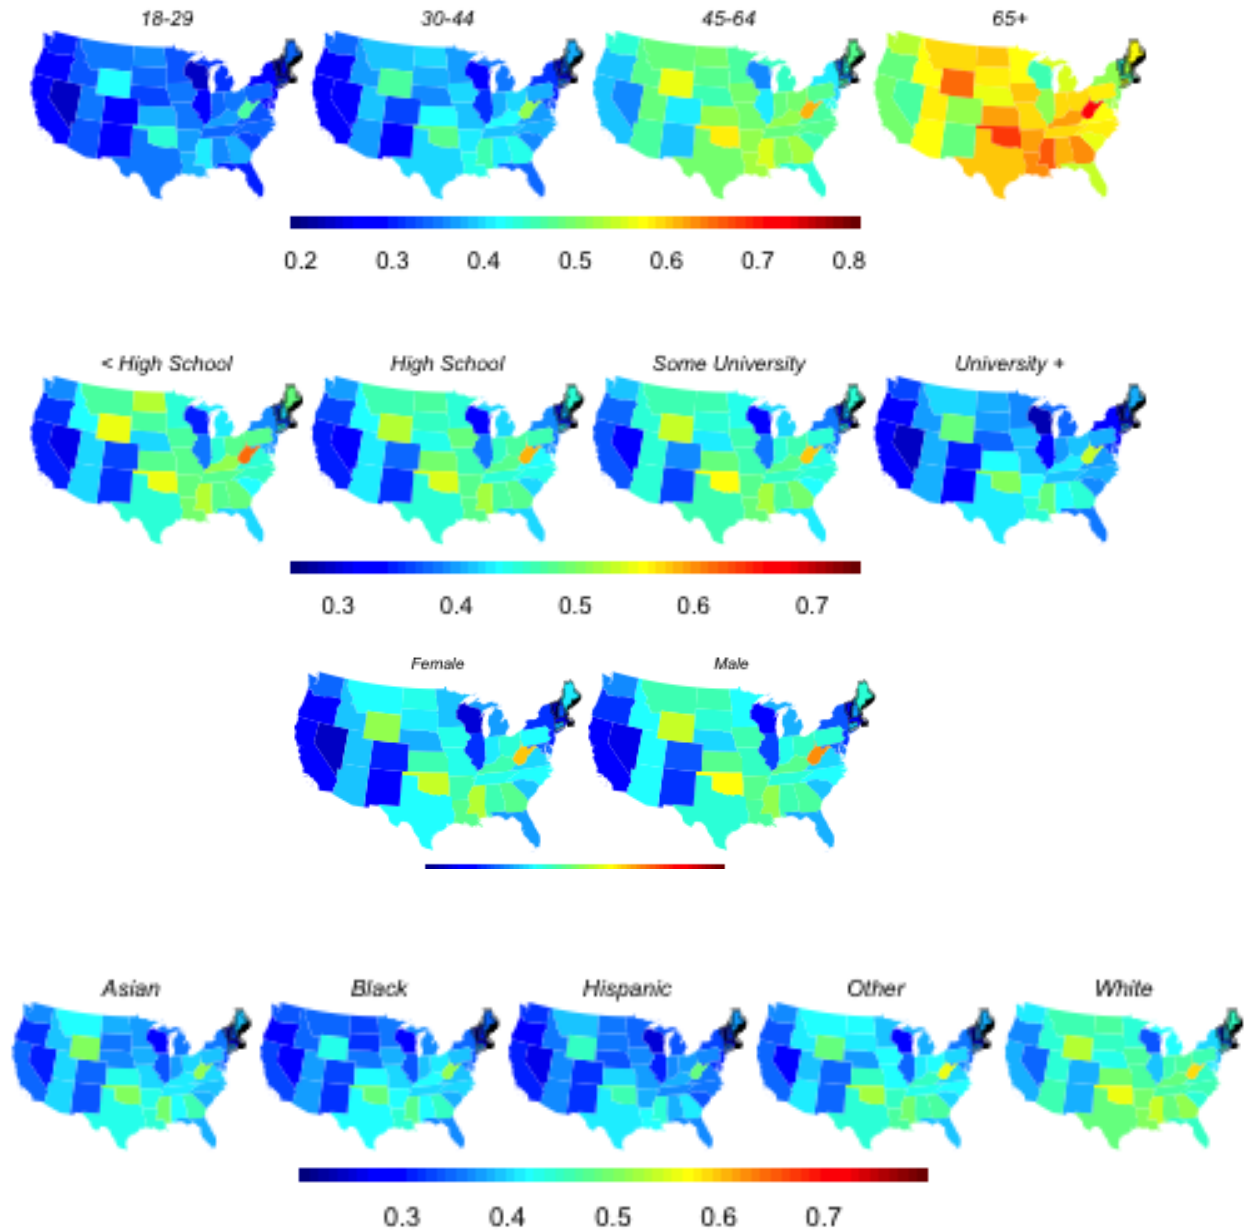 18-29 30-44 45-64 65+
0.2 0.3 0.4 0.5 0.6 0.7 0.8
< High School High School Some University University +
0.3 0.4 0.5 0.6 0.7
Female Male
Asian Black Hispanic Other White
0.3 0.4 0.5 0.6 0.7